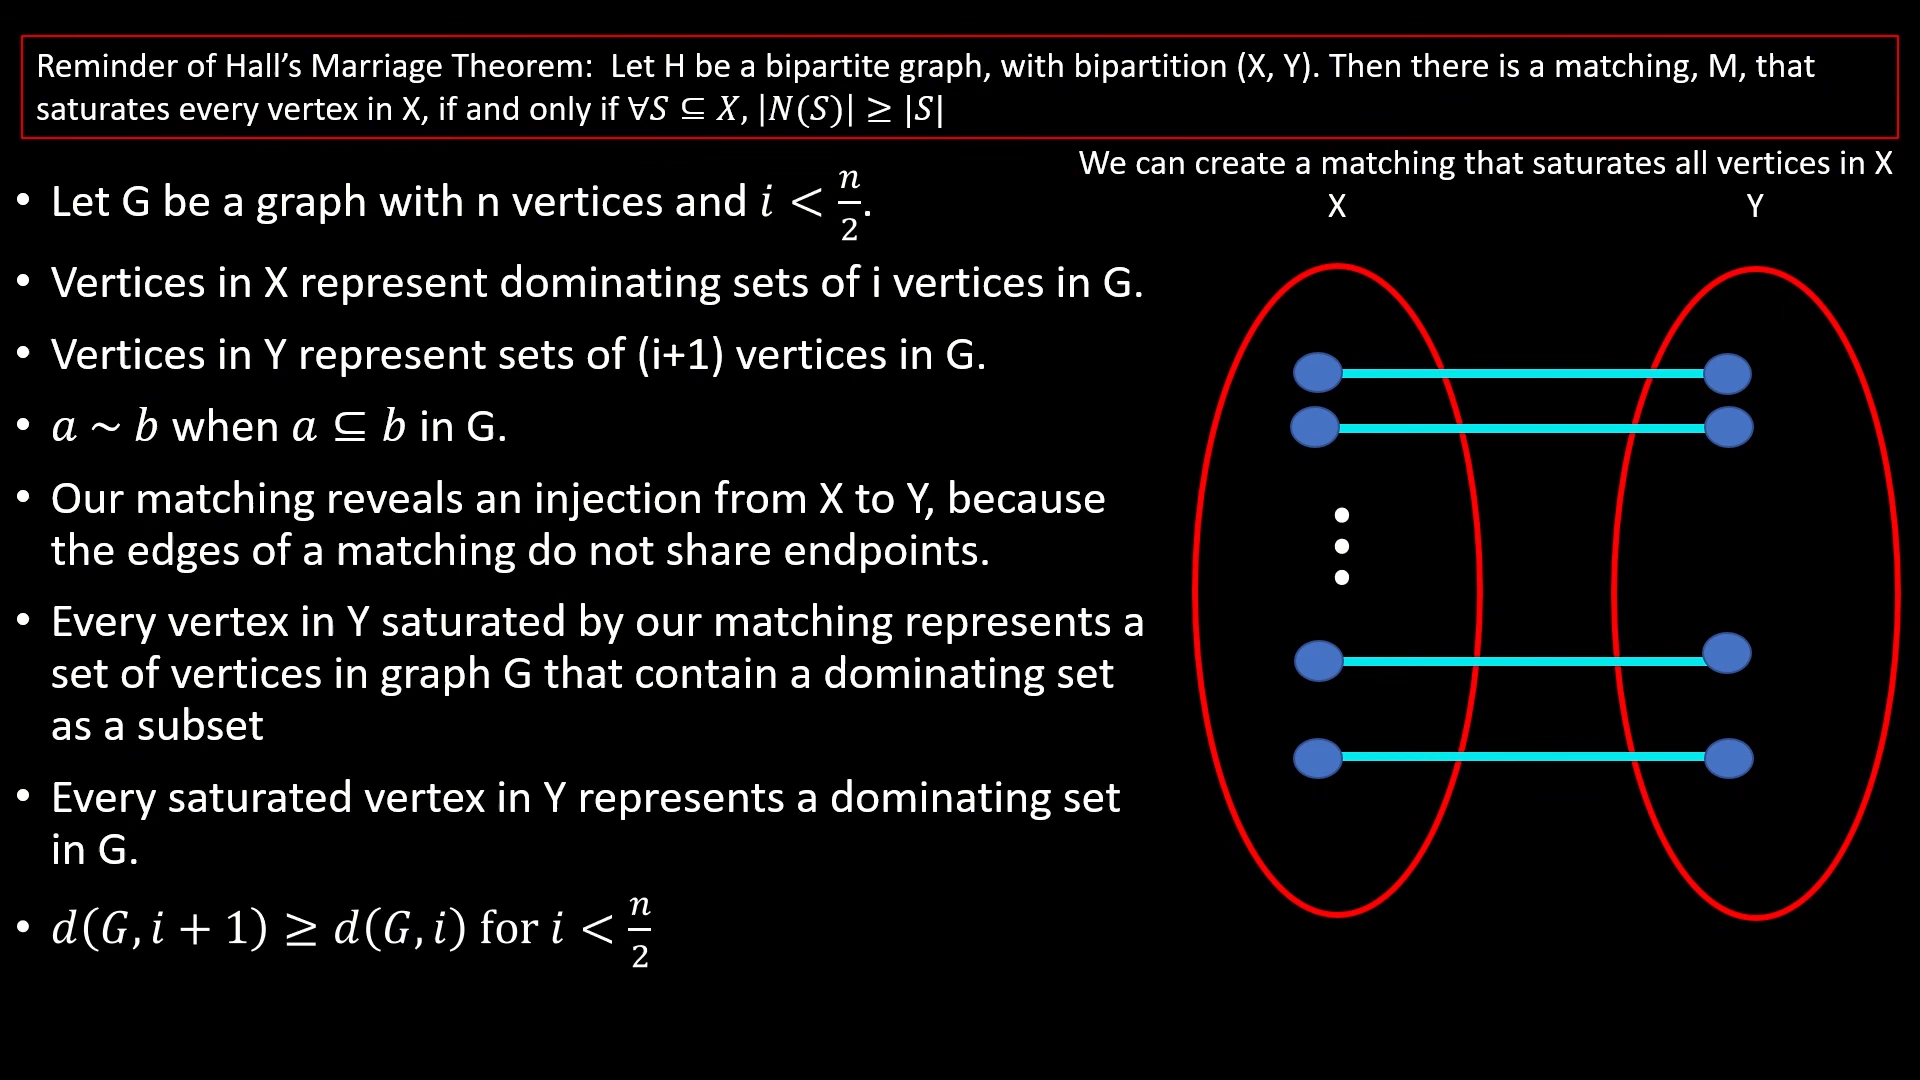 Reminder of Hall’s Marriage Theorem:  Let H be a bipartite graph, with bipartition (X, Y). Then there is a matching, M, that
saturates every vertex in X, if and only if ∀S ⊆ X, |N(S)| ≥ |S|
We can create a matching that saturates all vertices in X
X Y
• Let G be a graph with n vertices and i < n/2.
• Vertices in X represent dominating sets of i vertices in G.
• Vertices in Y represent sets of (i+1) vertices in G.
• a ~ b when a ⊆ b in G.
• Our matching reveals an injection from X to Y, because
the edges of a matching do not share endpoints.
• Every vertex in Y saturated by our matching represents a
set of vertices in graph G that contain a dominating set
as a subset
• Every saturated vertex in Y represents a dominating set
in G.
• d(G, i + 1) ≥ d(G, i) for i < n/2